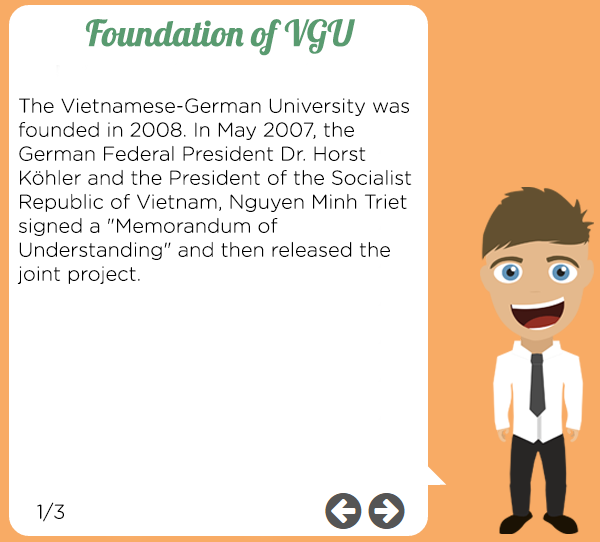 Foundation of VGU
The Vietnamese-German University was
founded in 2008. In May 2007, the
German Federal President Dr. Horst
Köhler and the President of the Socialist
Republic of Vietnam, Nguyen Minh Triet
signed a "Memorandum of
Understanding" and then released the
joint project.
1/3